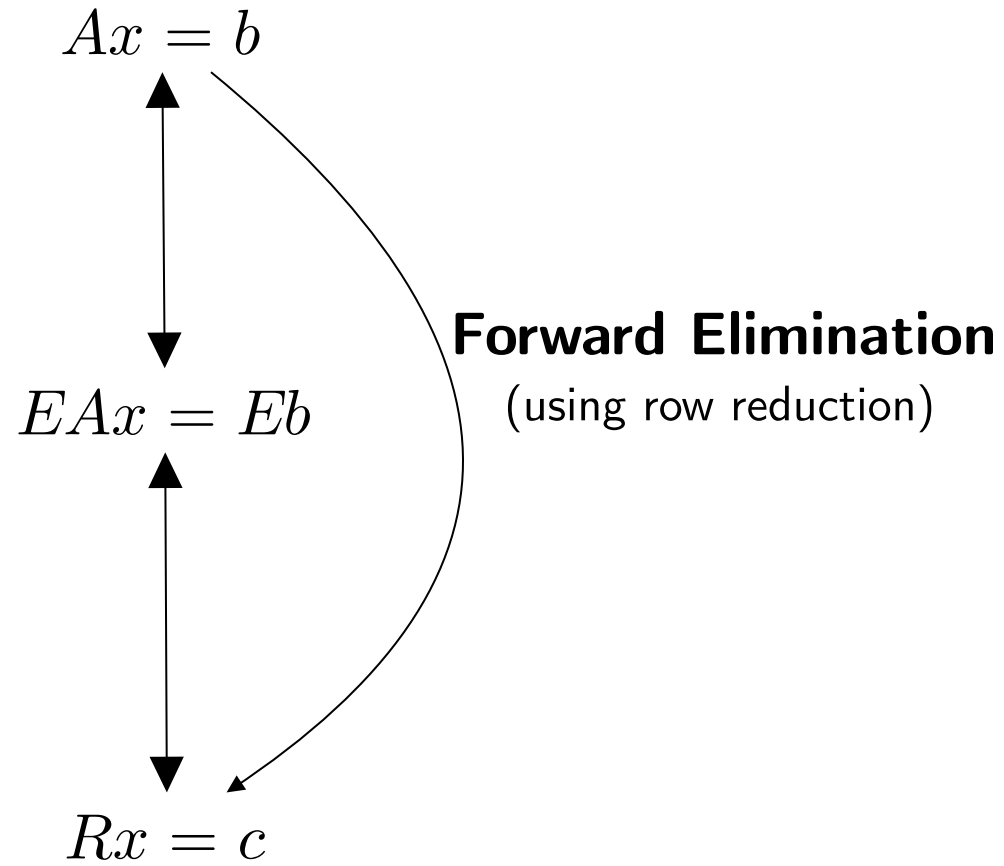 Ax = b
Forward Elimination
(using row reduction)
EAx = Eb
Rx = c